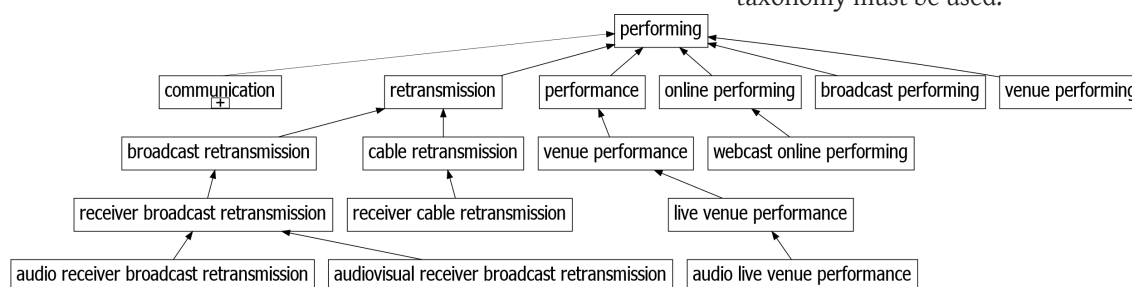 taxonomy must be used.
performing
communication
+
retransmission
performance
online performing
broadcast performing
venue performing
broadcast retransmission
cable retransmission
venue performance
webcast online performing
receiver broadcast retransmission
receiver cable retransmission
live venue performance
audio receiver broadcast retransmission
audiovisual receiver broadcast retransmission
audio live venue performance